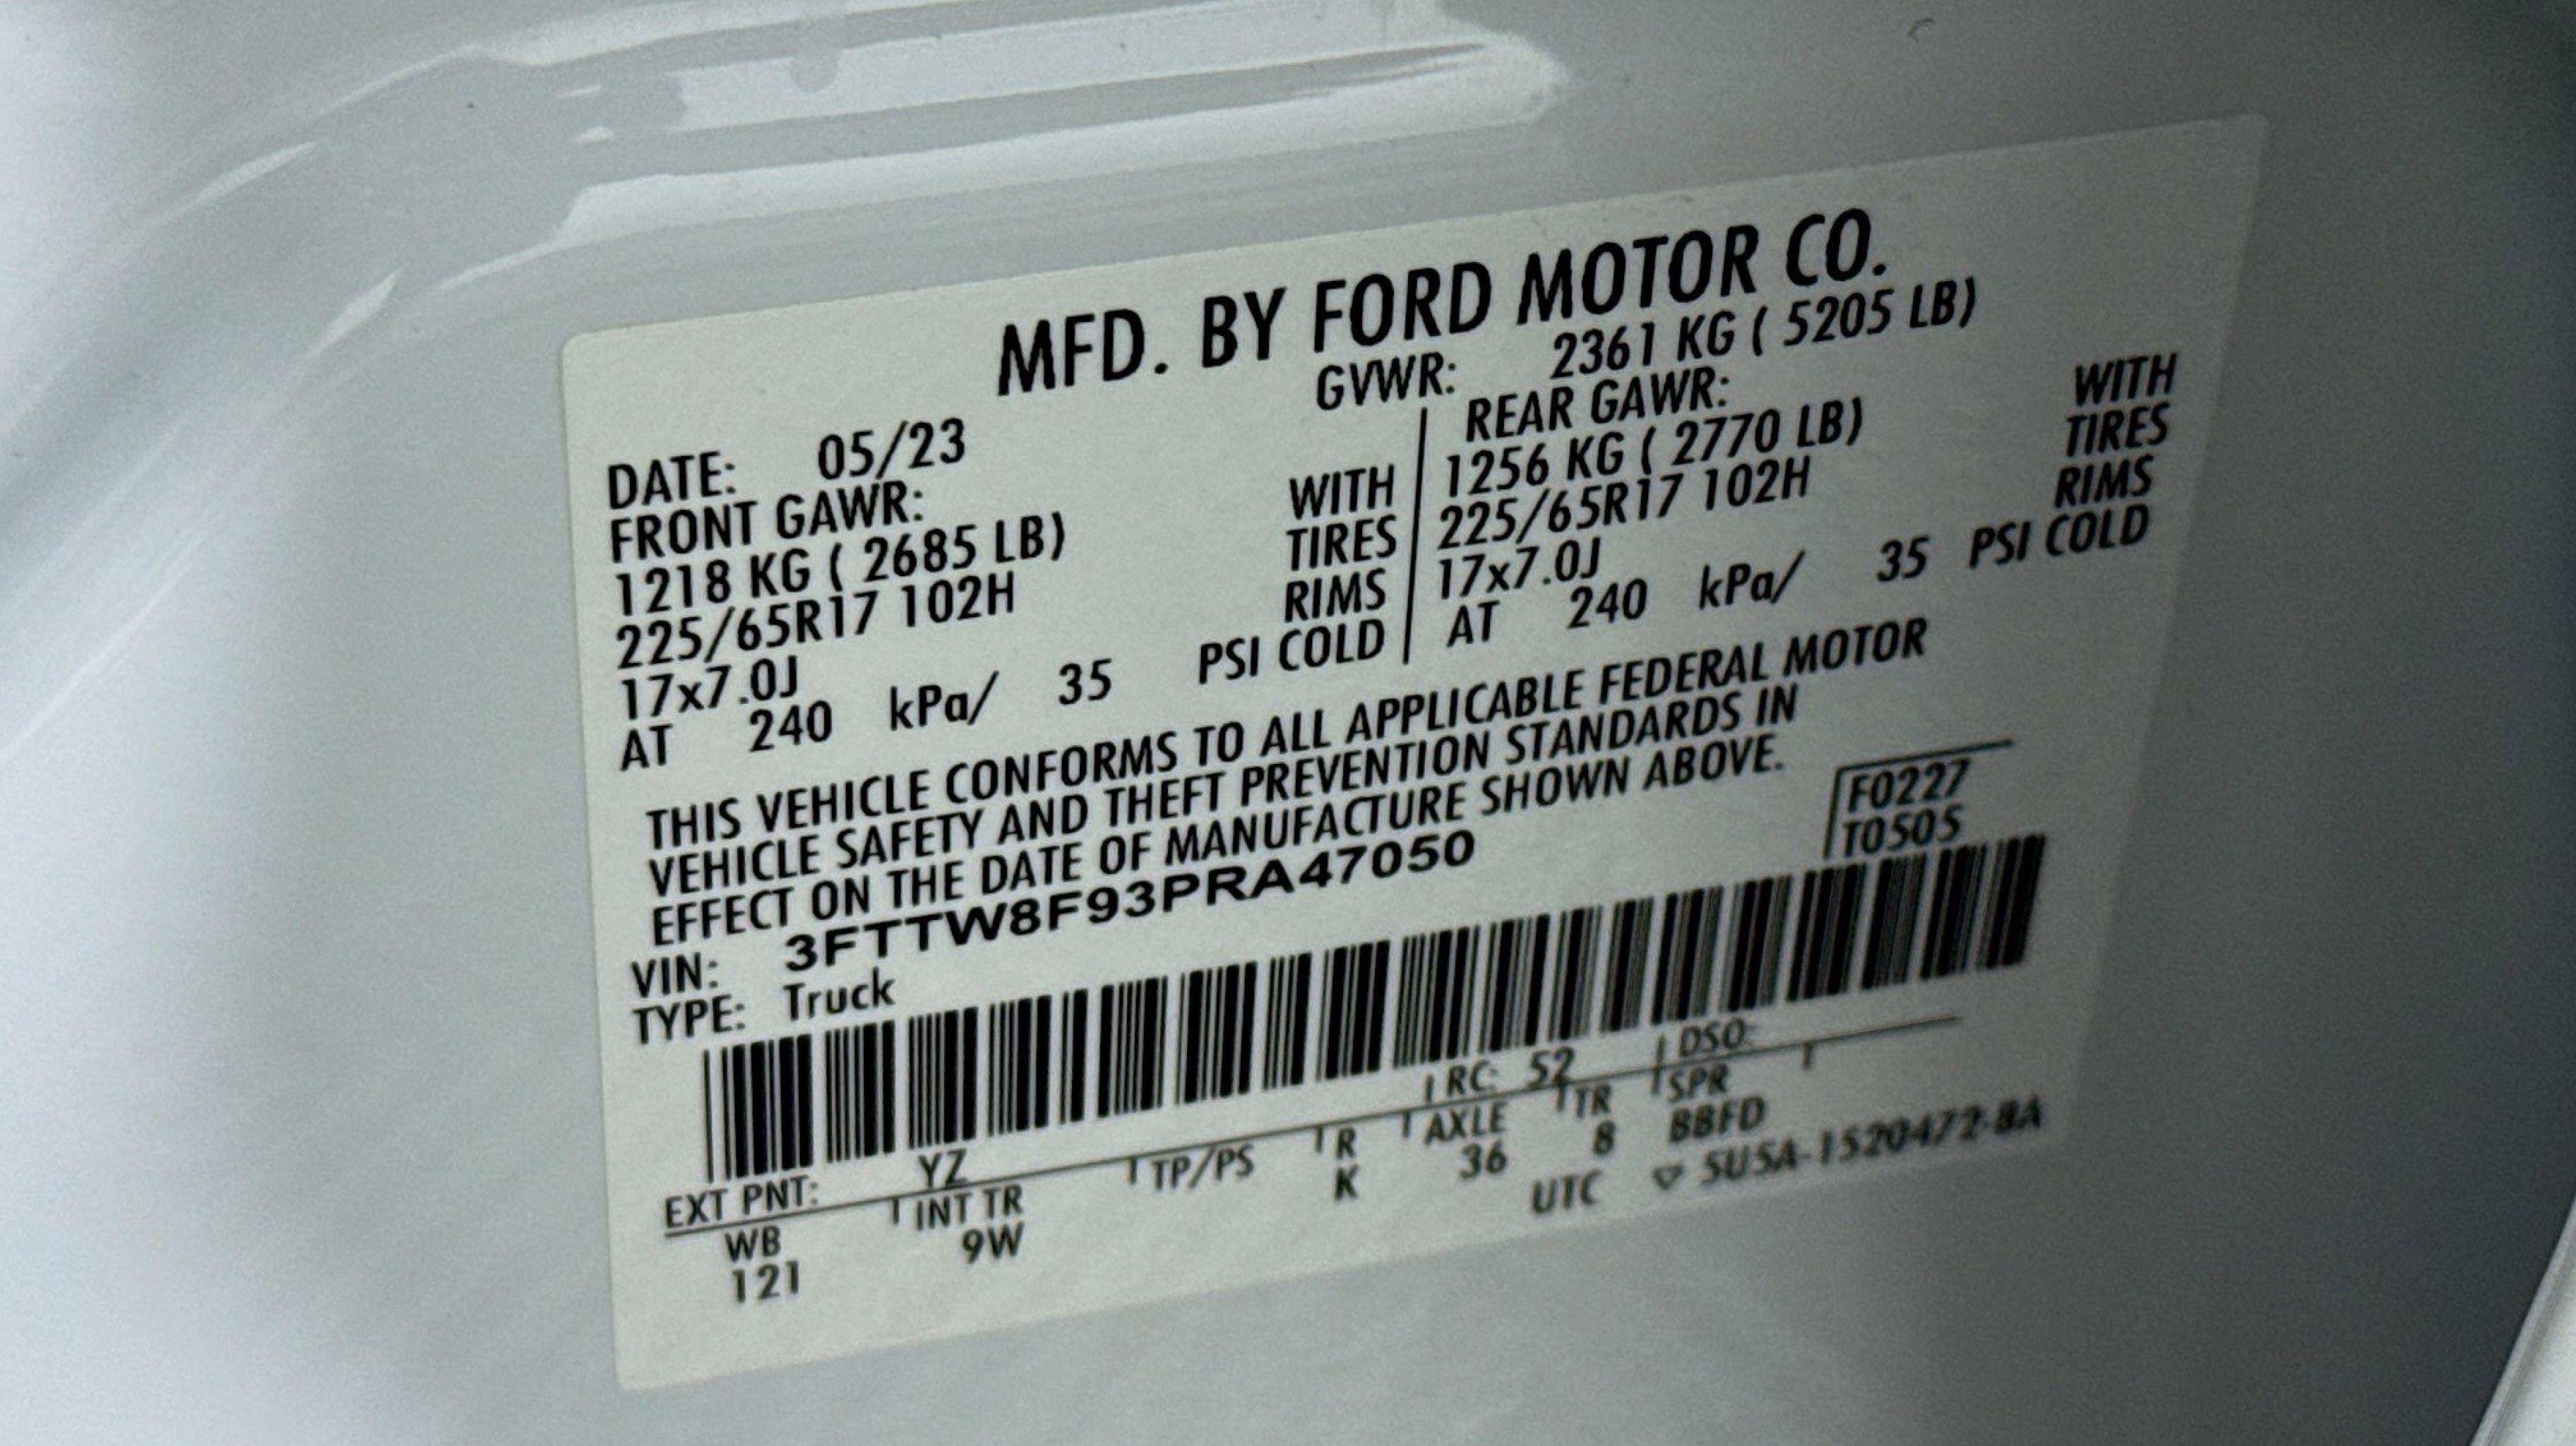 MFD. BY FORD MOTOR CO.
DATE: 05/23 GVWR: 2361 KG ( 5205 LB)
FRONT GAWR: REAR GAWR:
1218 KG ( 2685 LB) WITH 1256 KG ( 2770 LB) WITH
225/65R17 102H TIRES 225/65R17 102H TIRES
17x7.0J RIMS 17x7.0J RIMS
AT 240 kPa/ 35 PSI COLD AT 240 kPa/ 35 PSI COLD
THIS VEHICLE CONFORMS TO ALL APPLICABLE FEDERAL MOTOR
VEHICLE SAFETY AND THEFT PREVENTION STANDARDS IN
EFFECT ON THE DATE OF MANUFACTURE SHOWN ABOVE.
F0227
VIN: 3FTTW8F93PRA47050 T0505
TYPE: Truck
EXT PNT: YZ RC: 52 DSO:
WB INT TR TP/PS R AXLE TR SPR
121 9W K 36 8 BBFD
UTC ▽ 5U5A-1520472-BA